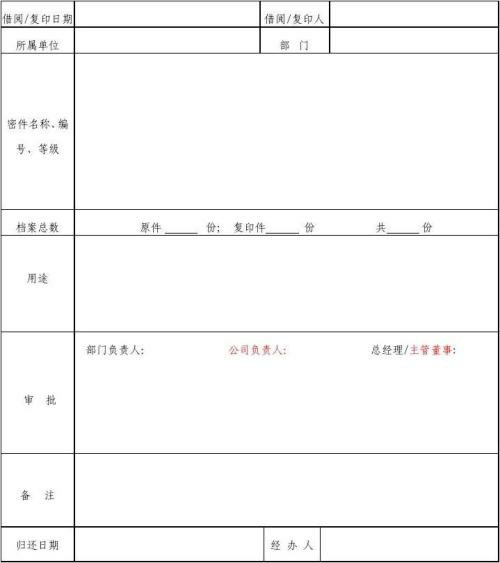 借阅/复印日期 借阅/复印人
所属单位 部 门
密件名称、编
号、等级
档案总数 原件______ 份; 复印件______ 份 共______份
用途
部门负责人: 公司负责人: 总经理/主管董事:
审 批
备 注
归还日期 经 办 人